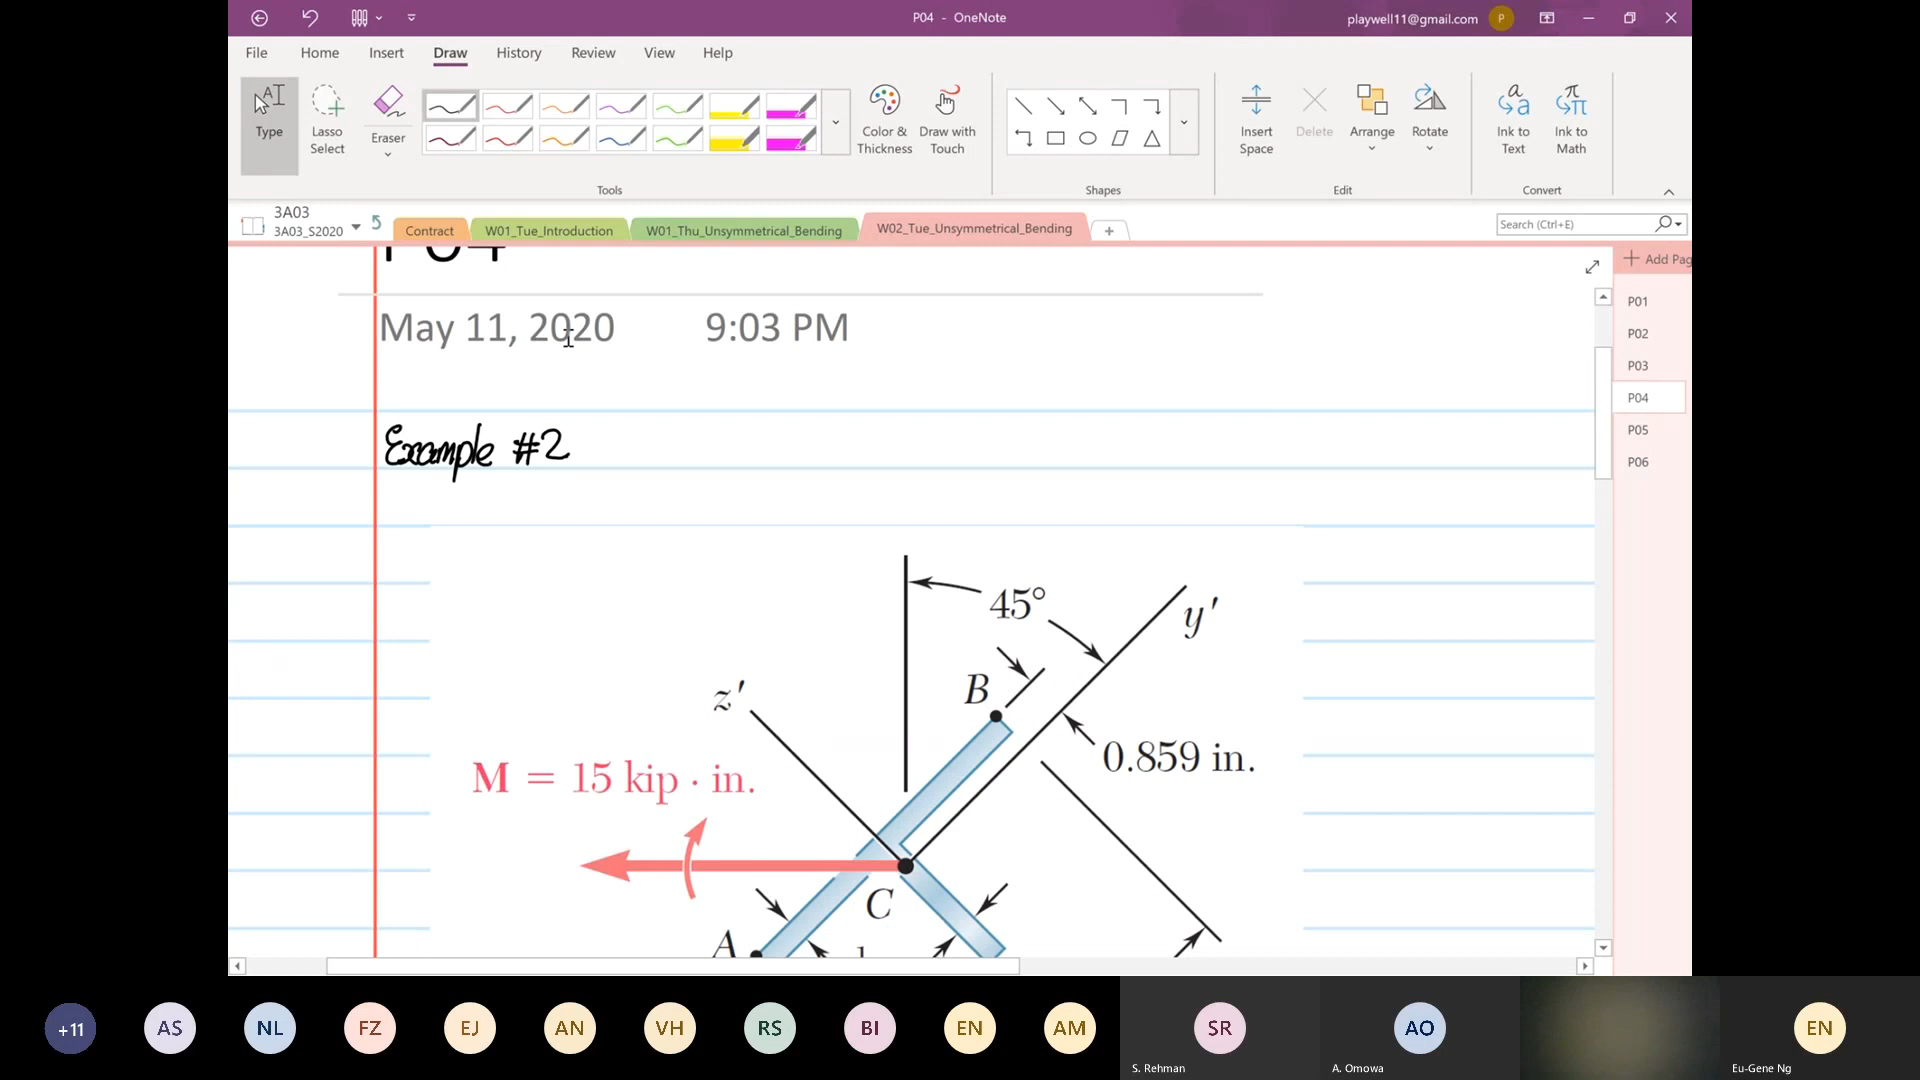 P04 - OneNote
playwell11@gmail.com
P
File Home Insert Draw History Review View Help
Type
Lasso Select
Eraser
Color & Thickness
Draw with Touch
Insert Space
Delete
Arrange
Rotate
Ink to Text
Ink to Math
Tools
Shapes
Edit
Convert
3A03
3A03_S2020
Contract
W01_Tue_Introduction
W01_Thu_Unsymmetrical_Bending
W02_Tue_Unsymmetrical_Bending
Search (Ctrl+E)
P04
Add Pag
P01
P02
P03
P04
P05
P06
May 11, 2020 9:03 PM
Example #2
45°
y'
z'
B
0.859 in.
M = 15 kip · in.
C
A
+11 AS NL FZ EJ AN VH RS BI EN AM SR AO EN
S. Rehman
A. Omowa
Eu-Gene Ng